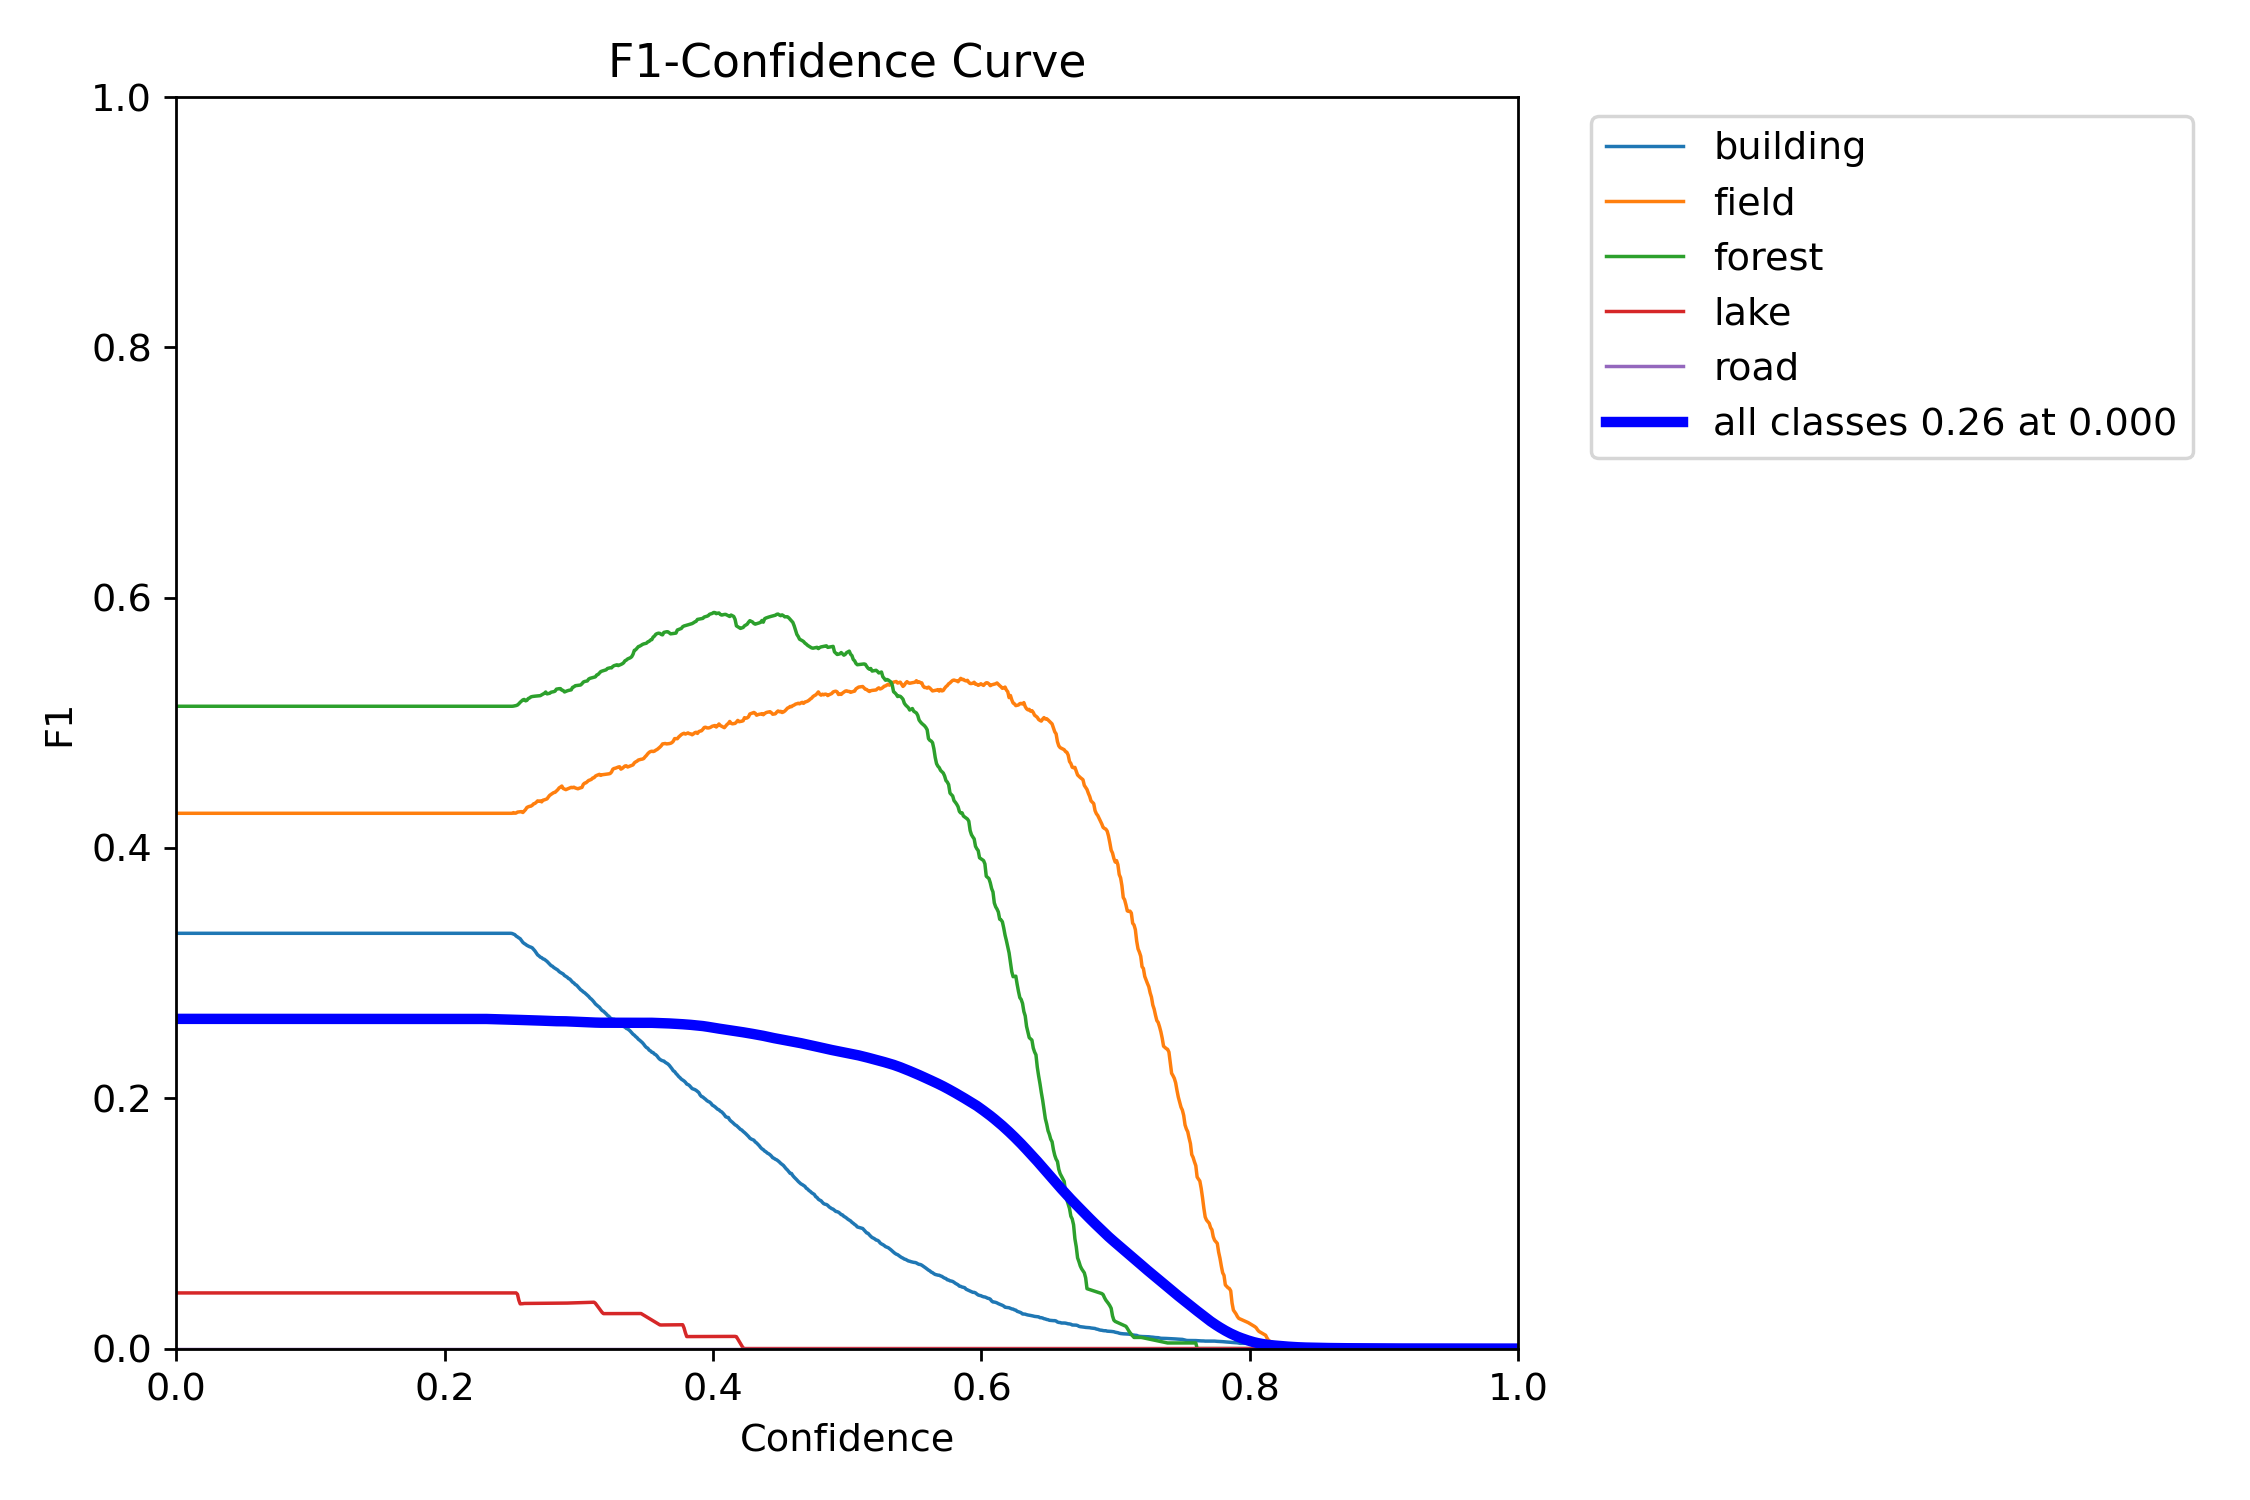 F1-Confidence Curve
1.0
0.8
0.6
0.4
0.2
0.0
F1
0.0 0.2 0.4 0.6 0.8 1.0
Confidence
building
field
forest
lake
road
all classes 0.26 at 0.000